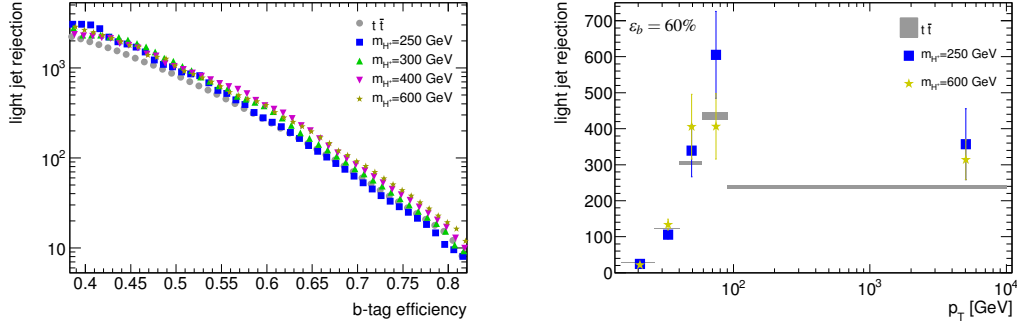 light jet rejection
10³
10²
10
t t̄
m_H⁺=250 GeV
m_H⁺=300 GeV
m_H⁺=400 GeV
m_H⁺=600 GeV
0.4 0.45 0.5 0.55 0.6 0.65 0.7 0.75 0.8
b-tag efficiency
light jet rejection
700
600
500
400
300
200
100
0
ε_b = 60%
t t̄
m_H⁺=250 GeV
m_H⁺=600 GeV
10² 10³ 10⁴
p_T [GeV]